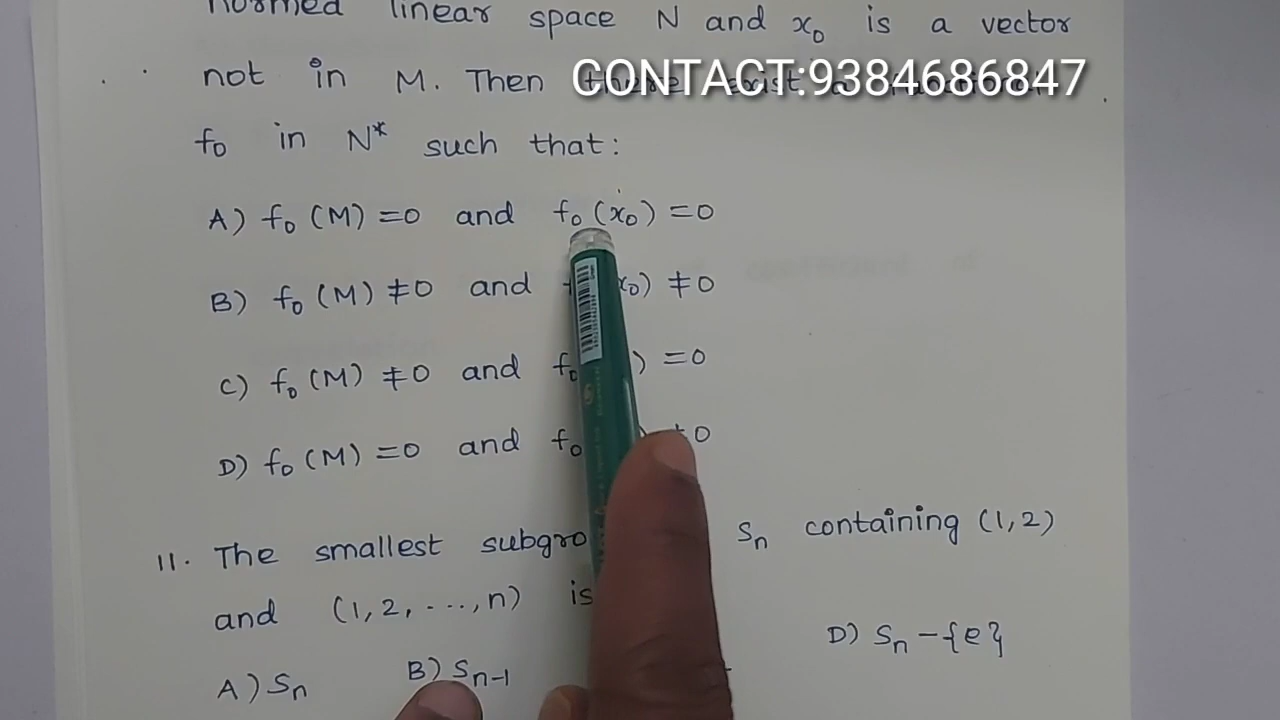 normed linear space N and x₀ is a vector
not in M. Then there exist a
CONTACT:9384686847
f₀ in N* such that:
A) f₀ (M) =0 and f₀ (x₀) =0
B) f₀ (M) ≠0 and x₀) ≠0
C) f₀ (M) ≠0 and f₀ ) =0
D) f₀ (M) =0 and f₀ ≠0
11. The smallest Sₙ containing (1,2)
and (1,2, ...,n) is
A) Sₙ B) Sₙ₋₁ D) Sₙ -{e}